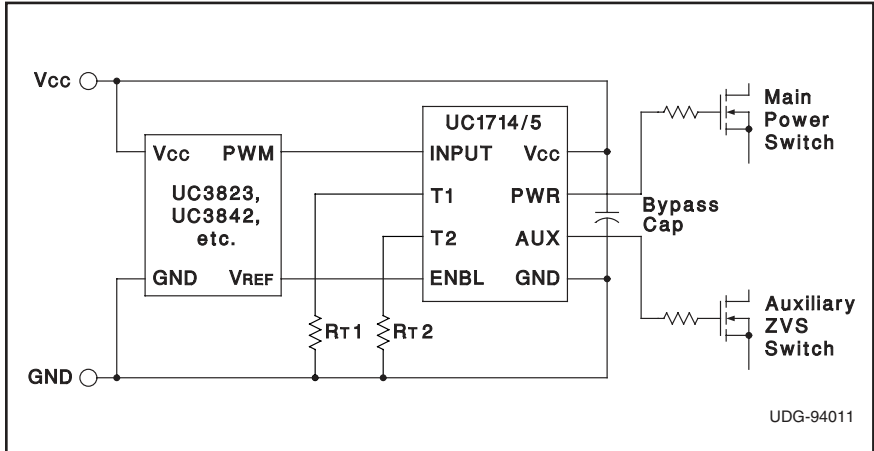 Vcc
UC1714/5
Main
Power
Switch
Vcc PWM
INPUT Vcc
UC3823,
UC3842,
etc.
T1 PWR
Bypass
Cap
T2 AUX
GND VREF
ENBL GND
Auxiliary
ZVS
Switch
RT1 RT2
GND
UDG-94011